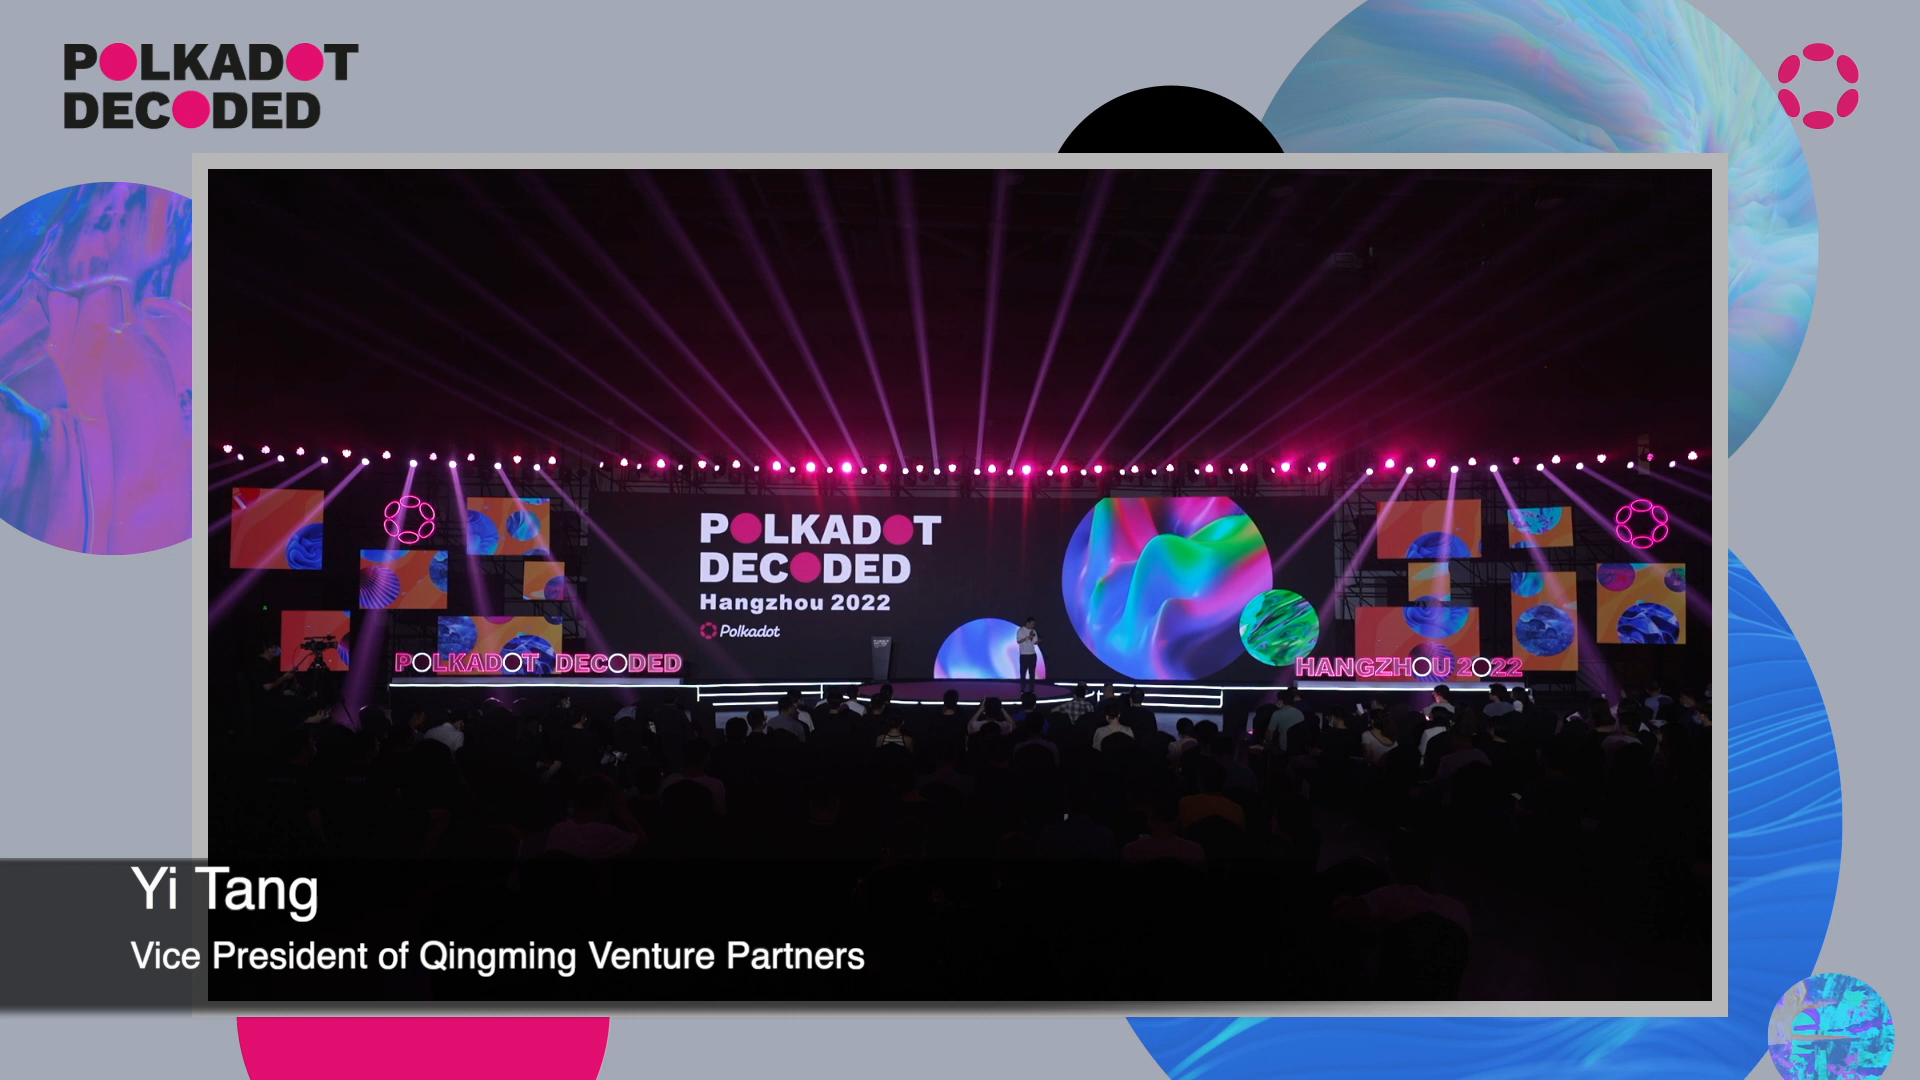 POLKADOT
DECODED
POLKADOT
DECODED
Hangzhou 2022
Polkadot
POLKADOT DECODED
HANGZHOU 2022
Yi Tang
Vice President of Qingming Venture Partners